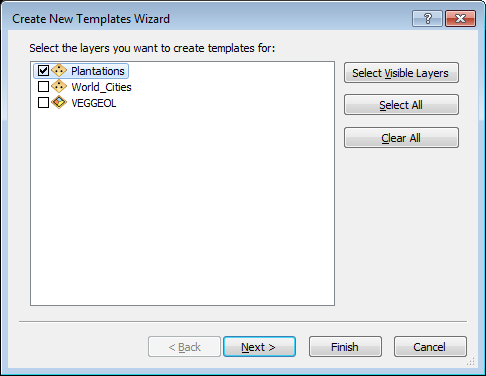 Create New Templates Wizard
Select the layers you want to create templates for:
Plantations
World_Cities
VEGGEOL
Select Visible Layers
Select All
Clear All
< Back
Next >
Finish
Cancel